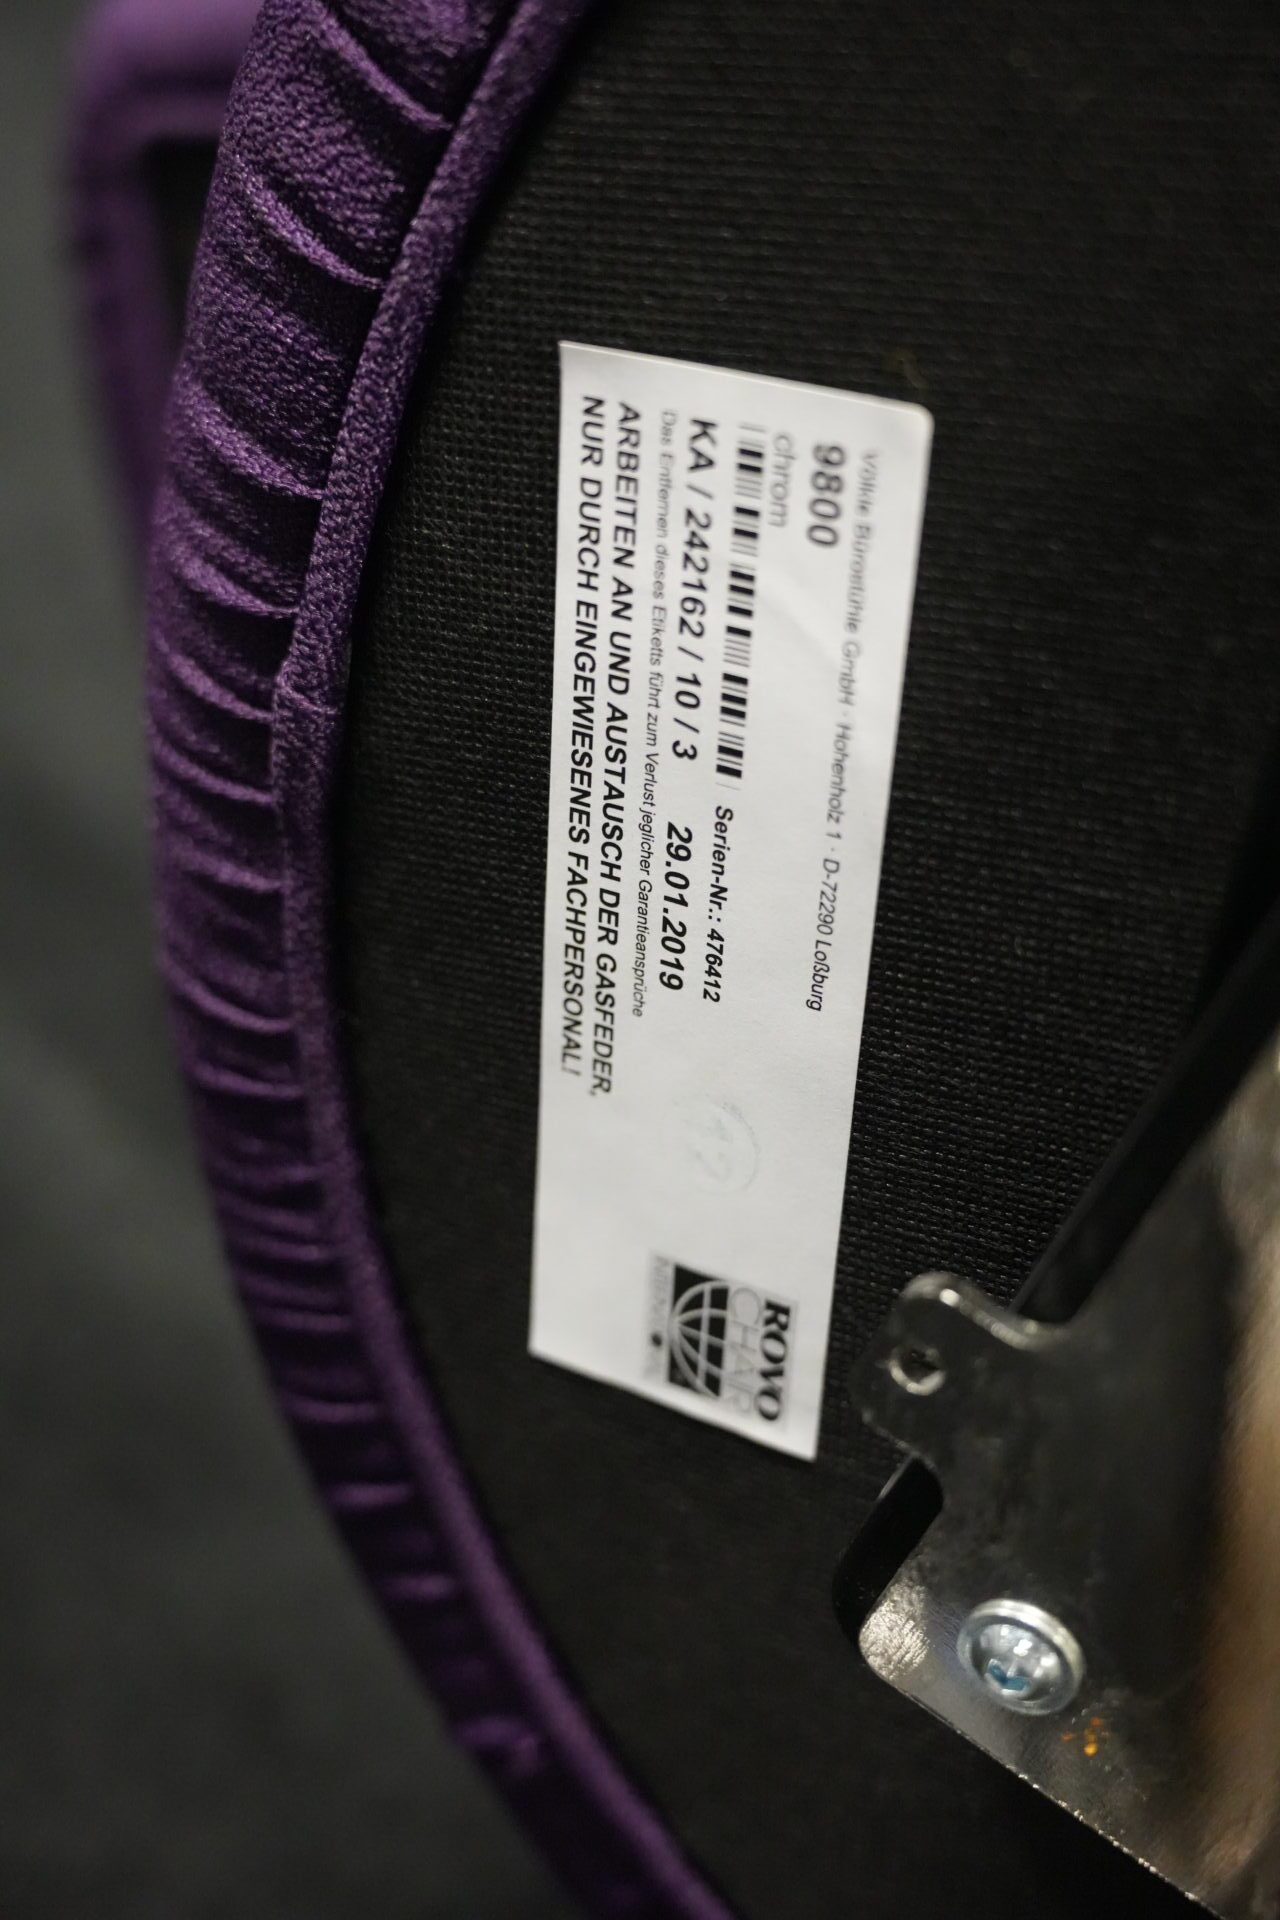 Völkle Bürostühle GmbH · Hohenholz 1 · D-72290 Loßburg
9800
chrom
Serien-Nr.: 476412
KA / 242162 / 10 / 3 29.01.2019
Das Entfernen dieses Etiketts führt zum Verlust jeglicher Garantieansprüche
ARBEITEN AN UND AUSTAUSCH DER GASFEDER,
NUR DURCH EINGEWIESENES FACHPERSONAL!
12
ROVO
CHAIR